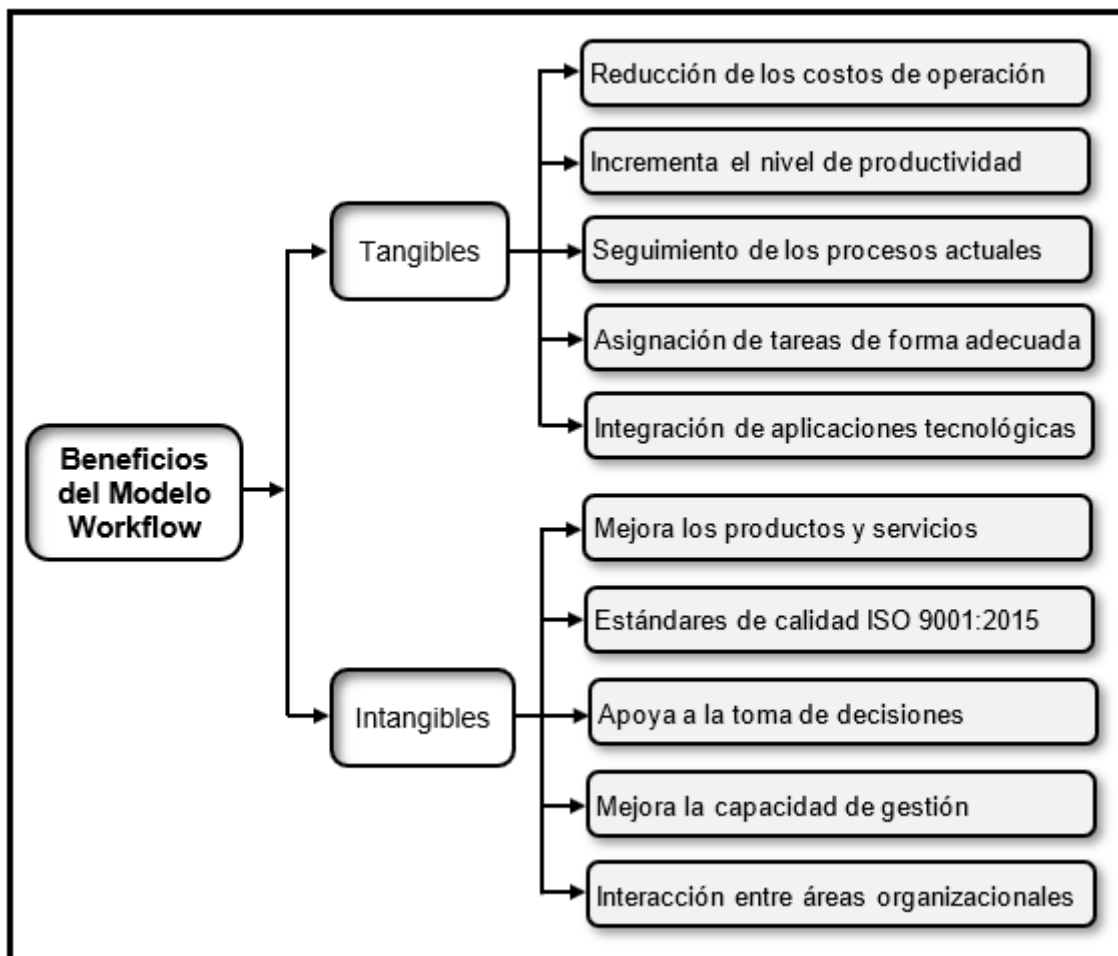 Beneficios
del Modelo
Workflow
Tangibles
Reducción de los costos de operación
Incrementa el nivel de productividad
Seguimiento de los procesos actuales
Asignación de tareas de forma adecuada
Integración de aplicaciones tecnológicas
Intangibles
Mejora los productos y servicios
Estándares de calidad ISO 9001:2015
Apoya a la toma de decisiones
Mejora la capacidad de gestión
Interacción entre áreas organizacionales